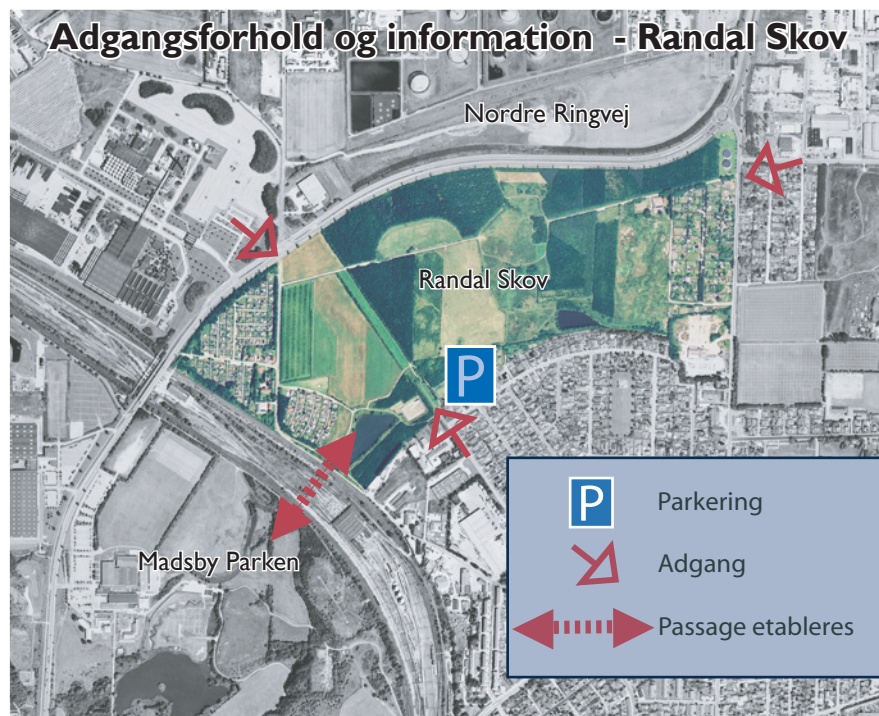 Adgangsforhold og information - Randal Skov
Nordre Ringvej
Randal Skov
P
Madsby Parken
P Parkering
Adgang
Passage etableres